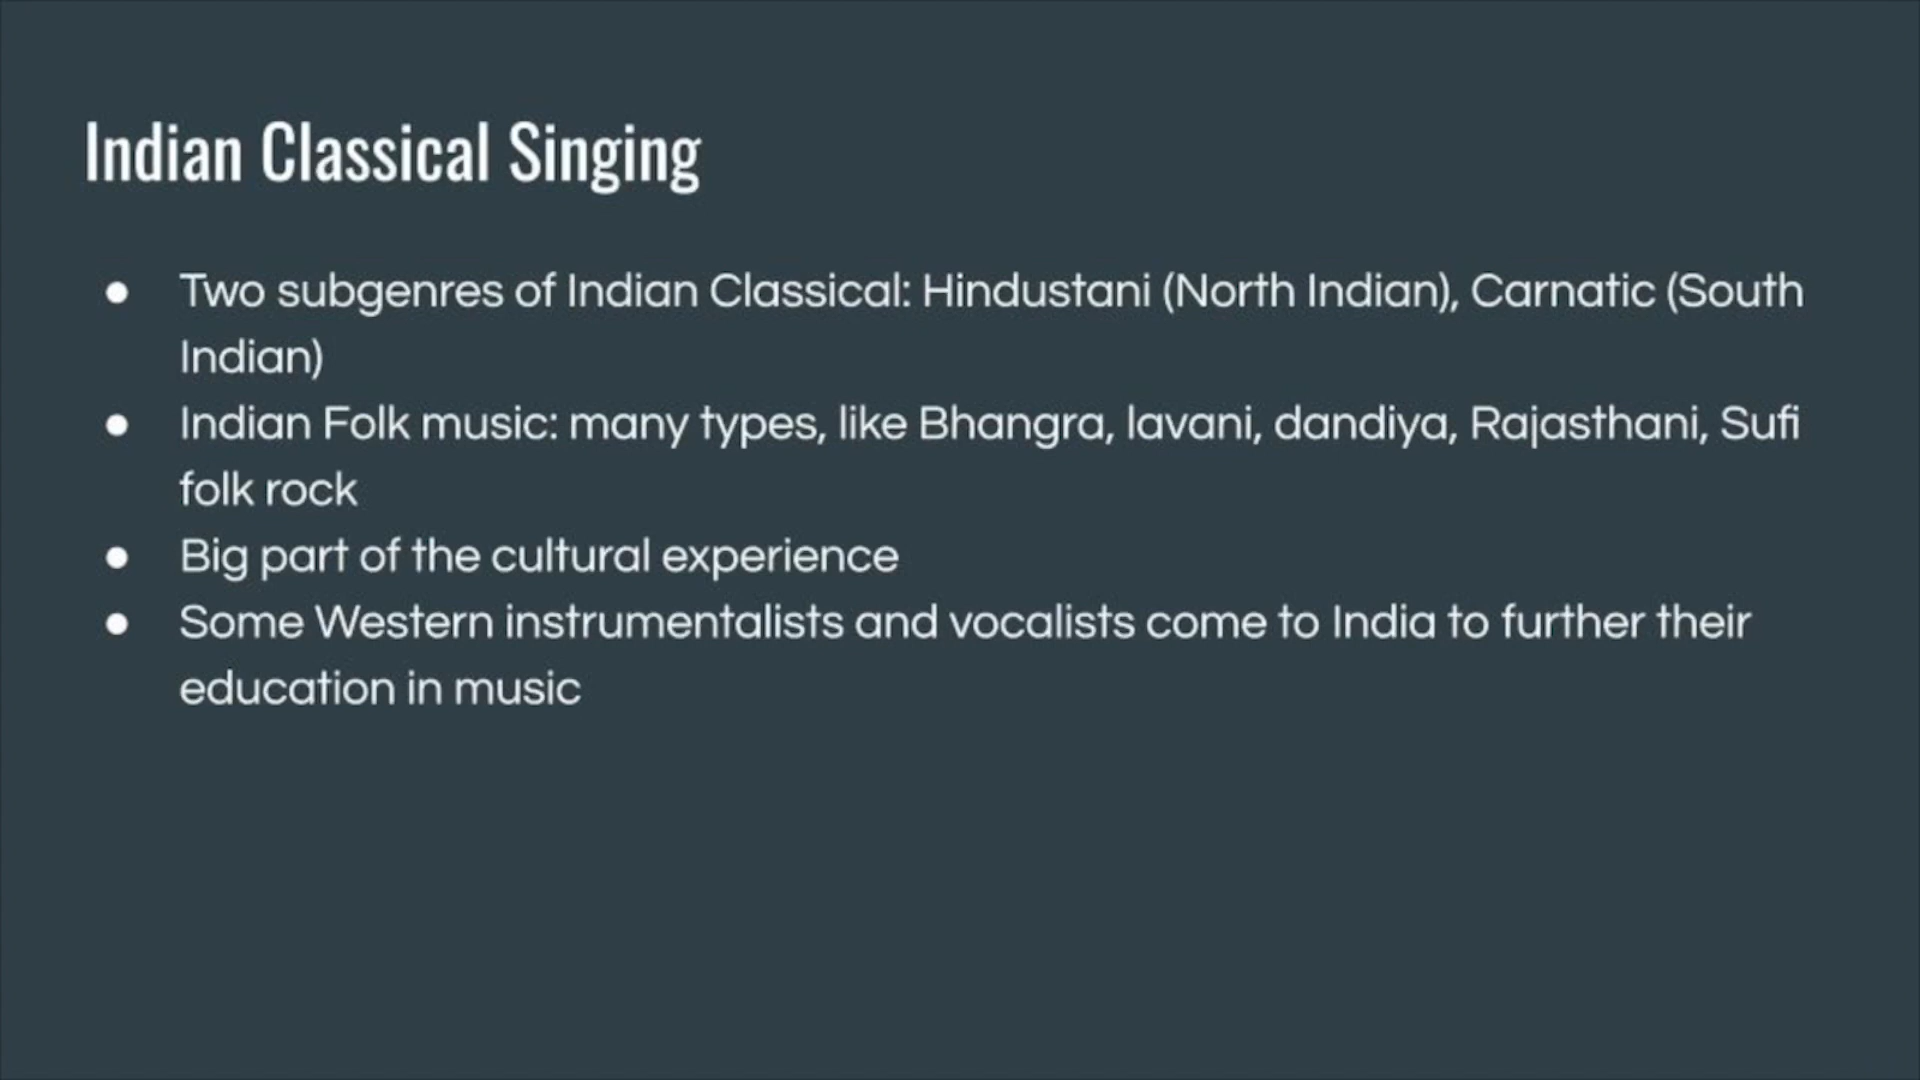 Indian Classical Singing
● Two subgenres of Indian Classical: Hindustani (North Indian), Carnatic (South
Indian)
● Indian Folk music: many types, like Bhangra, lavani, dandiya, Rajasthani, Sufi
folk rock
● Big part of the cultural experience
● Some Western instrumentalists and vocalists come to India to further their
education in music